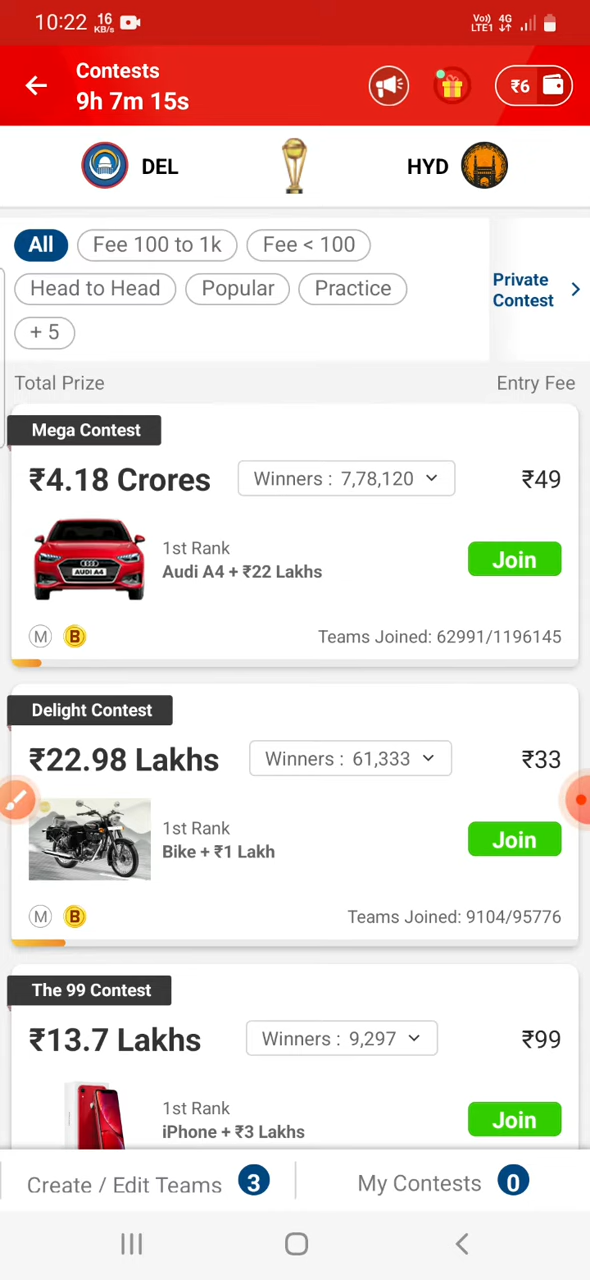 10:22 16 KB/s
Vo)) 4G
LTE1
Contests
9h 7m 15s
₹6
DEL
HYD
All
Fee 100 to 1k
Fee < 100
Head to Head
Popular
Practice
+ 5
Private
Contest
Total Prize
Entry Fee
Mega Contest
₹4.18 Crores
Winners : 7,78,120
₹49
AUDI A4
1st Rank
Audi A4 + ₹22 Lakhs
Join
M
B
Teams Joined: 62991/1196145
Delight Contest
₹22.98 Lakhs
Winners : 61,333
₹33
1st Rank
Bike + ₹1 Lakh
Join
M
B
Teams Joined: 9104/95776
The 99 Contest
₹13.7 Lakhs
Winners : 9,297
₹99
1st Rank
iPhone + ₹3 Lakhs
Join
Create / Edit Teams 3
My Contests 0